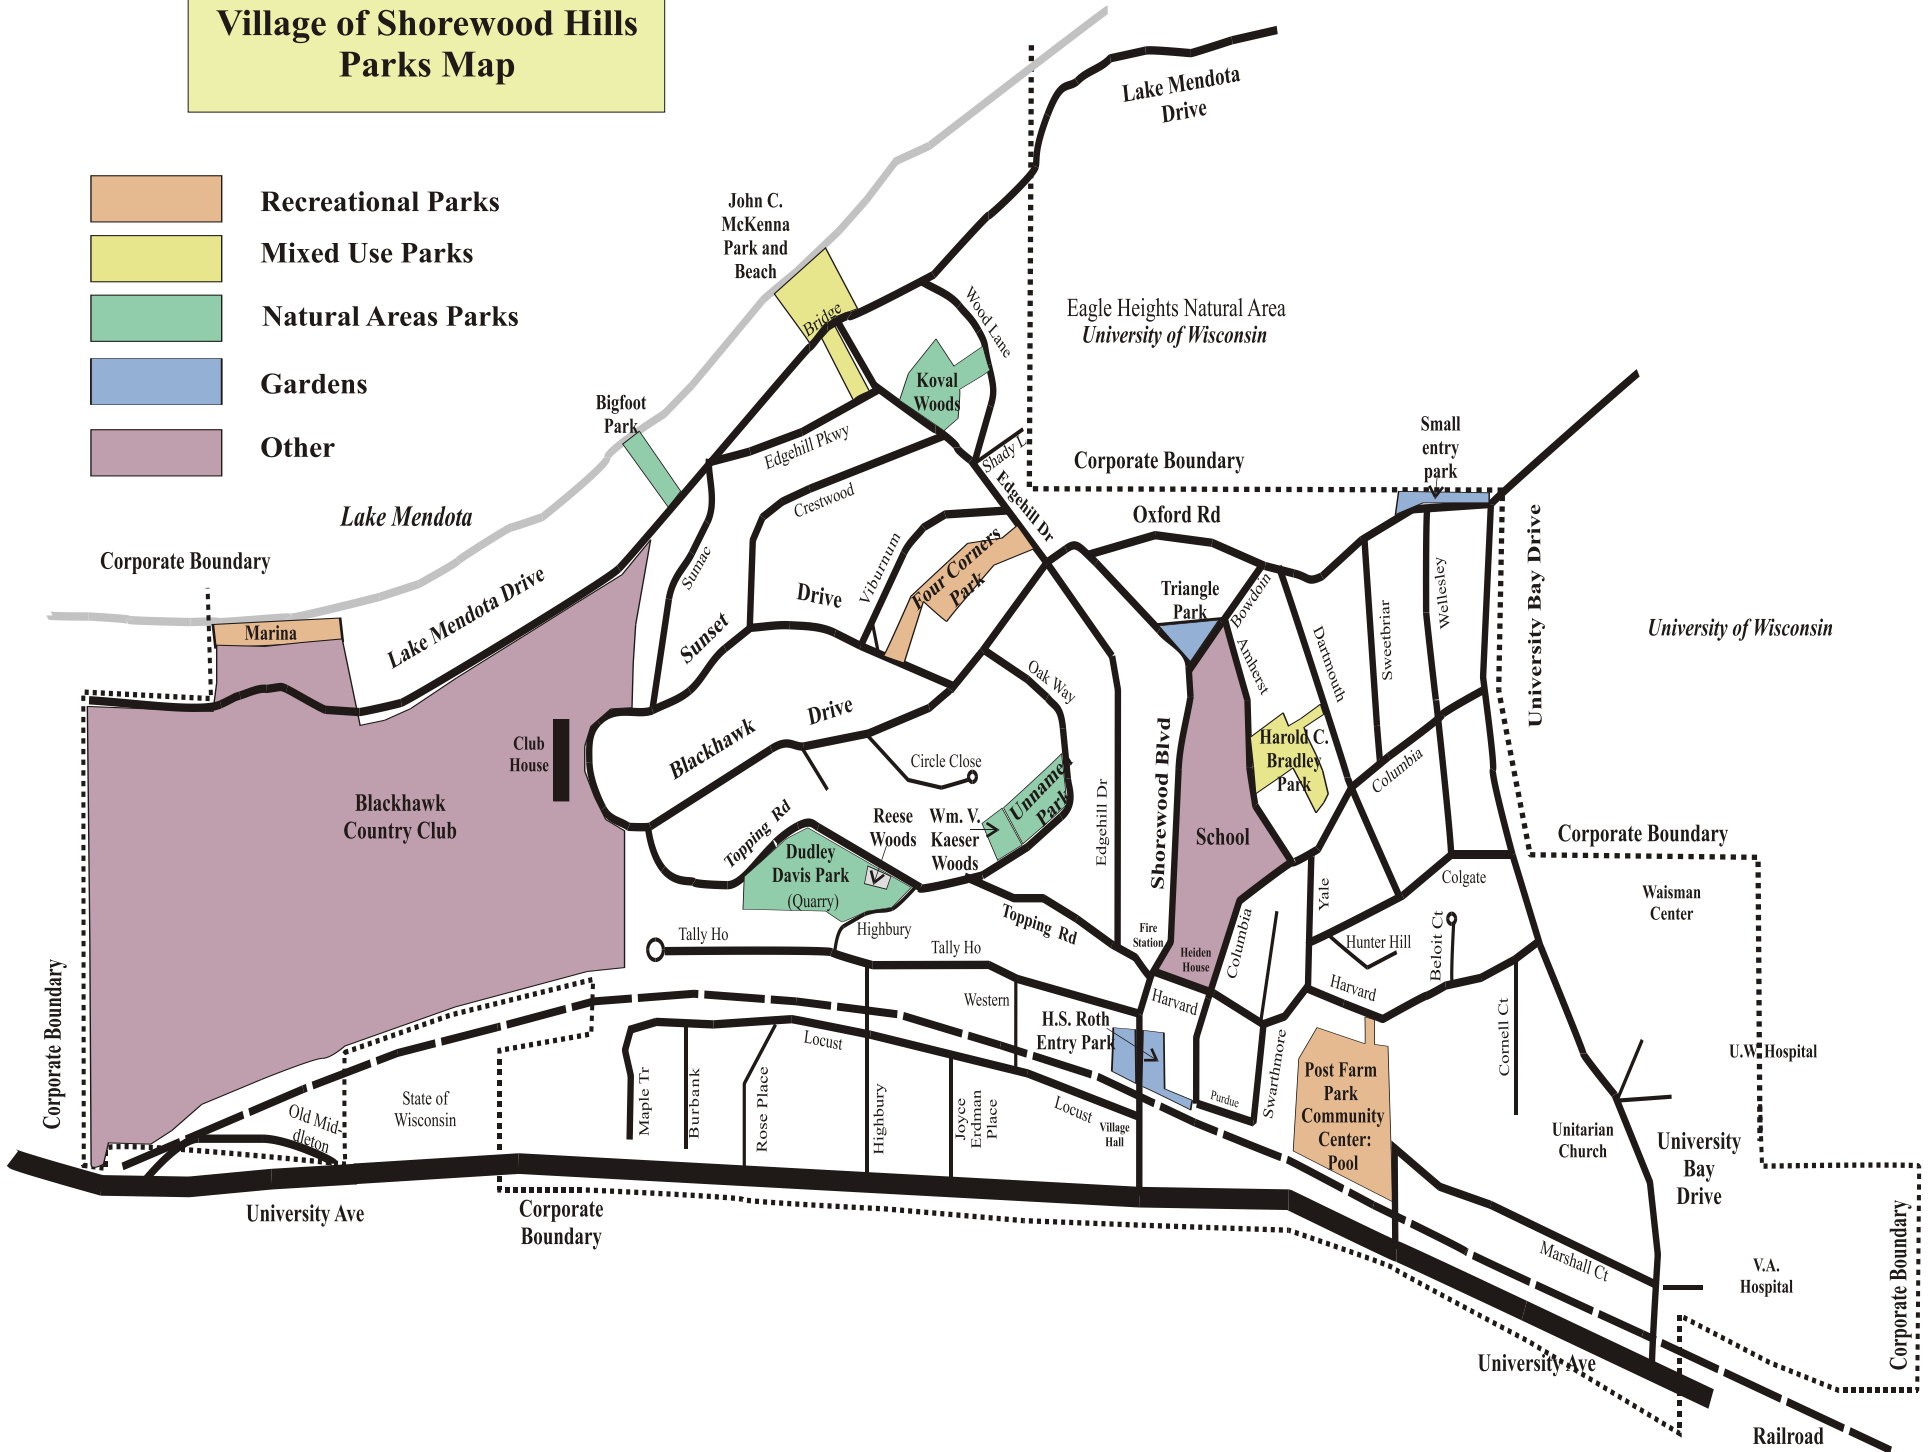 Village of Shorewood Hills
Parks Map
Recreational Parks
Mixed Use Parks
Natural Areas Parks
Gardens
Other
Lake Mendota
Drive
John C.
McKenna
Park and
Beach
Bridge
Wood Lane
Eagle Heights Natural Area
University of Wisconsin
Koval
Woods
Bigfoot
Park
Edgehill Pkwy
Shady L
Crestwood
Edgehill Dr
Corporate Boundary
Small
entry
park
Lake Mendota
Oxford Rd
University Bay Drive
Corporate Boundary
Lake Mendota Drive
Sumac
Sunset
Drive
Viburnum
Four Corners
Park
Triangle
Park
Bowdoin
Amherst
Dartmouth
Sweetbriar
Wellesley
University of Wisconsin
Marina
Oak Way
Blackhawk
Drive
Club
House
Circle Close
Shorewood Blvd
Harold C.
Bradley
Park
Columbia
Blackhawk
Country Club
Topping Rd
Reese
Woods
Wm. V.
Kaeser
Woods
Unnamed
Park
Edgehill Dr
School
Corporate Boundary
Dudley
Davis Park
(Quarry)
Yale
Colgate
Waisman
Center
Highbury
Topping Rd
Fire
Station
Columbia
Hunter Hill
Beloit Ct
Tally Ho
Tally Ho
Heiden
House
Harvard
Harvard
Western
H.S. Roth
Entry Park
Cornell Ct
Corporate Boundary
Locust
U.W. Hospital
Swarthmore
Post Farm
Park
Community
Center:
Pool
State of
Wisconsin
Old Mid-
dleton
Maple Tr
Burbank
Rose Place
Highbury
Joyce
Erdman
Place
Locust
Village
Hall
Purdue
Unitarian
Church
University
Bay
Drive
University Ave
Corporate
Boundary
Marshall Ct
V.A.
Hospital
Corporate Boundary
University Ave
Railroad